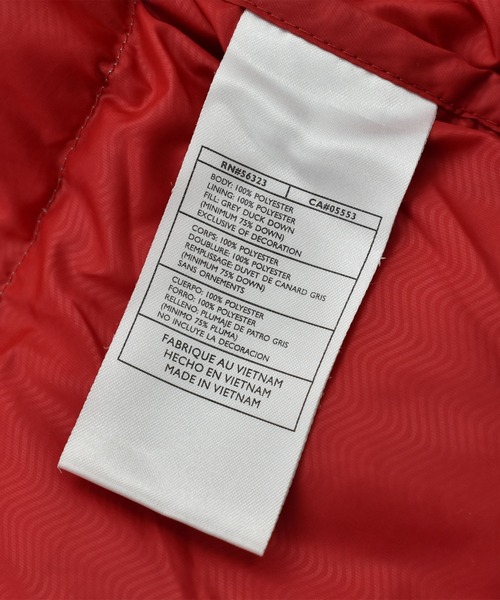 RN#56323 CA#05553
BODY: 100% POLYESTER
LINING: 100% POLYESTER
FILL: GREY DUCK DOWN
(MINIMUM 75% DOWN)
EXCLUSIVE OF DECORATION
CORPS: 100% POLYESTER
DOUBLURE: 100% POLYESTER
REMPLISSAGE: DUVET DE CANARD GRIS
(MINIMUM 75% DOWN)
SANS ORNEMENTS
CUERPO: 100% POLYESTER
FORRO: 100% POLYESTER
RELLENO: PLUMAJE DE PATRO GRIS
(MINIMO 75% PLUMA)
NO INCLUYE LA DECORACION
FABRIQUE AU VIETNAM
HECHO EN VIETNAM
MADE IN VIETNAM